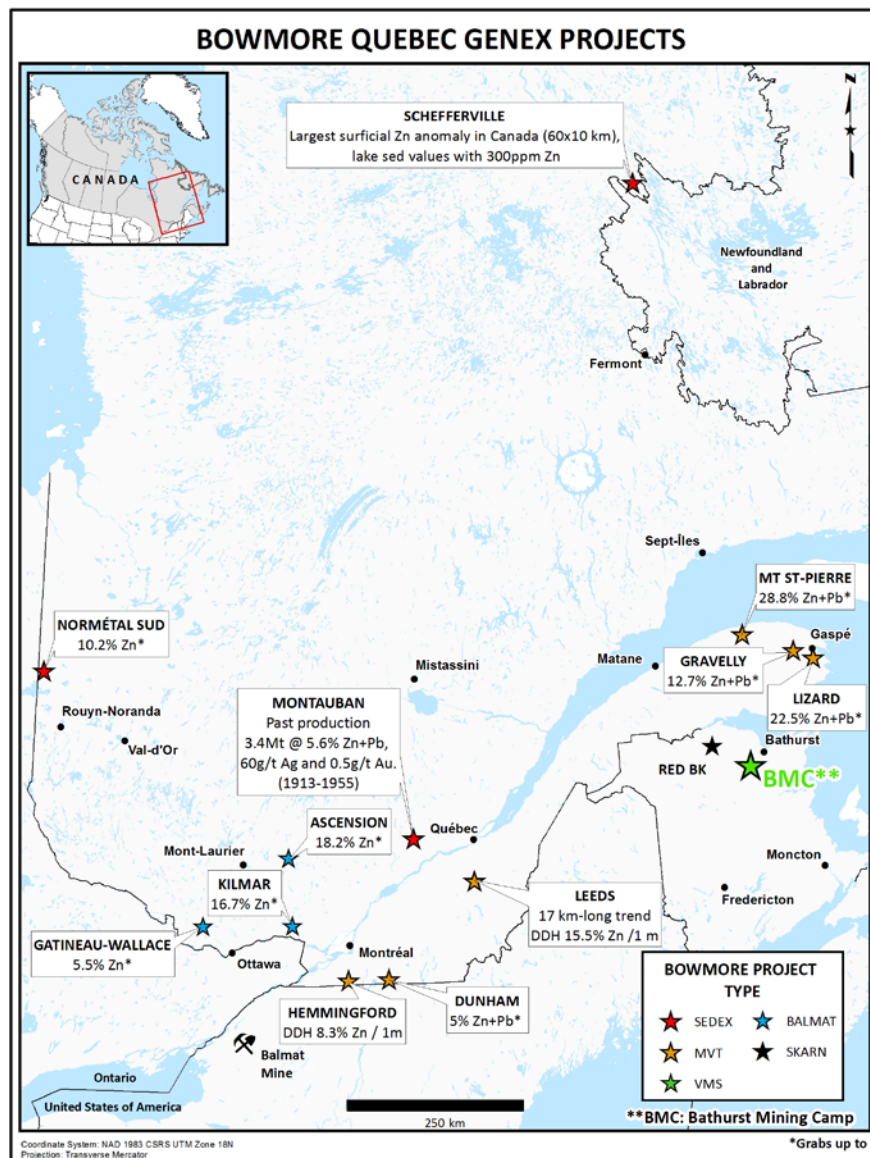 BOWMORE QUEBEC GENEX PROJECTS
CANADA
N
SCHEFFERVILLE
Largest surficial Zn anomaly in Canada (60x10 km),
lake sed values with 300ppm Zn
Newfoundland
and
Labrador
Fermont
Sept-Îles
MT ST-PIERRE
28.8% Zn+Pb*
NORMÉTAL SUD
10.2% Zn*
Gaspé
Matane
GRAVELLY
12.7% Zn+Pb*
Mistassini
LIZARD
22.5% Zn+Pb*
MONTAUBAN
Past production
3.4Mt @ 5.6% Zn+Pb,
60g/t Ag and 0.5g/t Au.
(1913-1955)
Rouyn-Noranda
Val-d'Or
Bathurst
RED BK
BMC**
ASCENSION
18.2% Zn*
Québec
Mont-Laurier
Moncton
KILMAR
16.7% Zn*
LEEDS
17 km-long trend
DDH 15.5% Zn /1 m
Fredericton
GATINEAU-WALLACE
5.5% Zn*
Ottawa
Montréal
HEMMINGFORD
DDH 8.3% Zn / 1m
DUNHAM
5% Zn+Pb*
Balmat
Mine
Ontario
United States of America
250 km
BOWMORE PROJECT
TYPE
SEDEX
BALMAT
MVT
SKARN
VMS
**BMC: Bathurst Mining Camp
Coordinate System: NAD 1983 CSRS UTM Zone 18N
Projection: Transverse Mercator
*Grabs up to